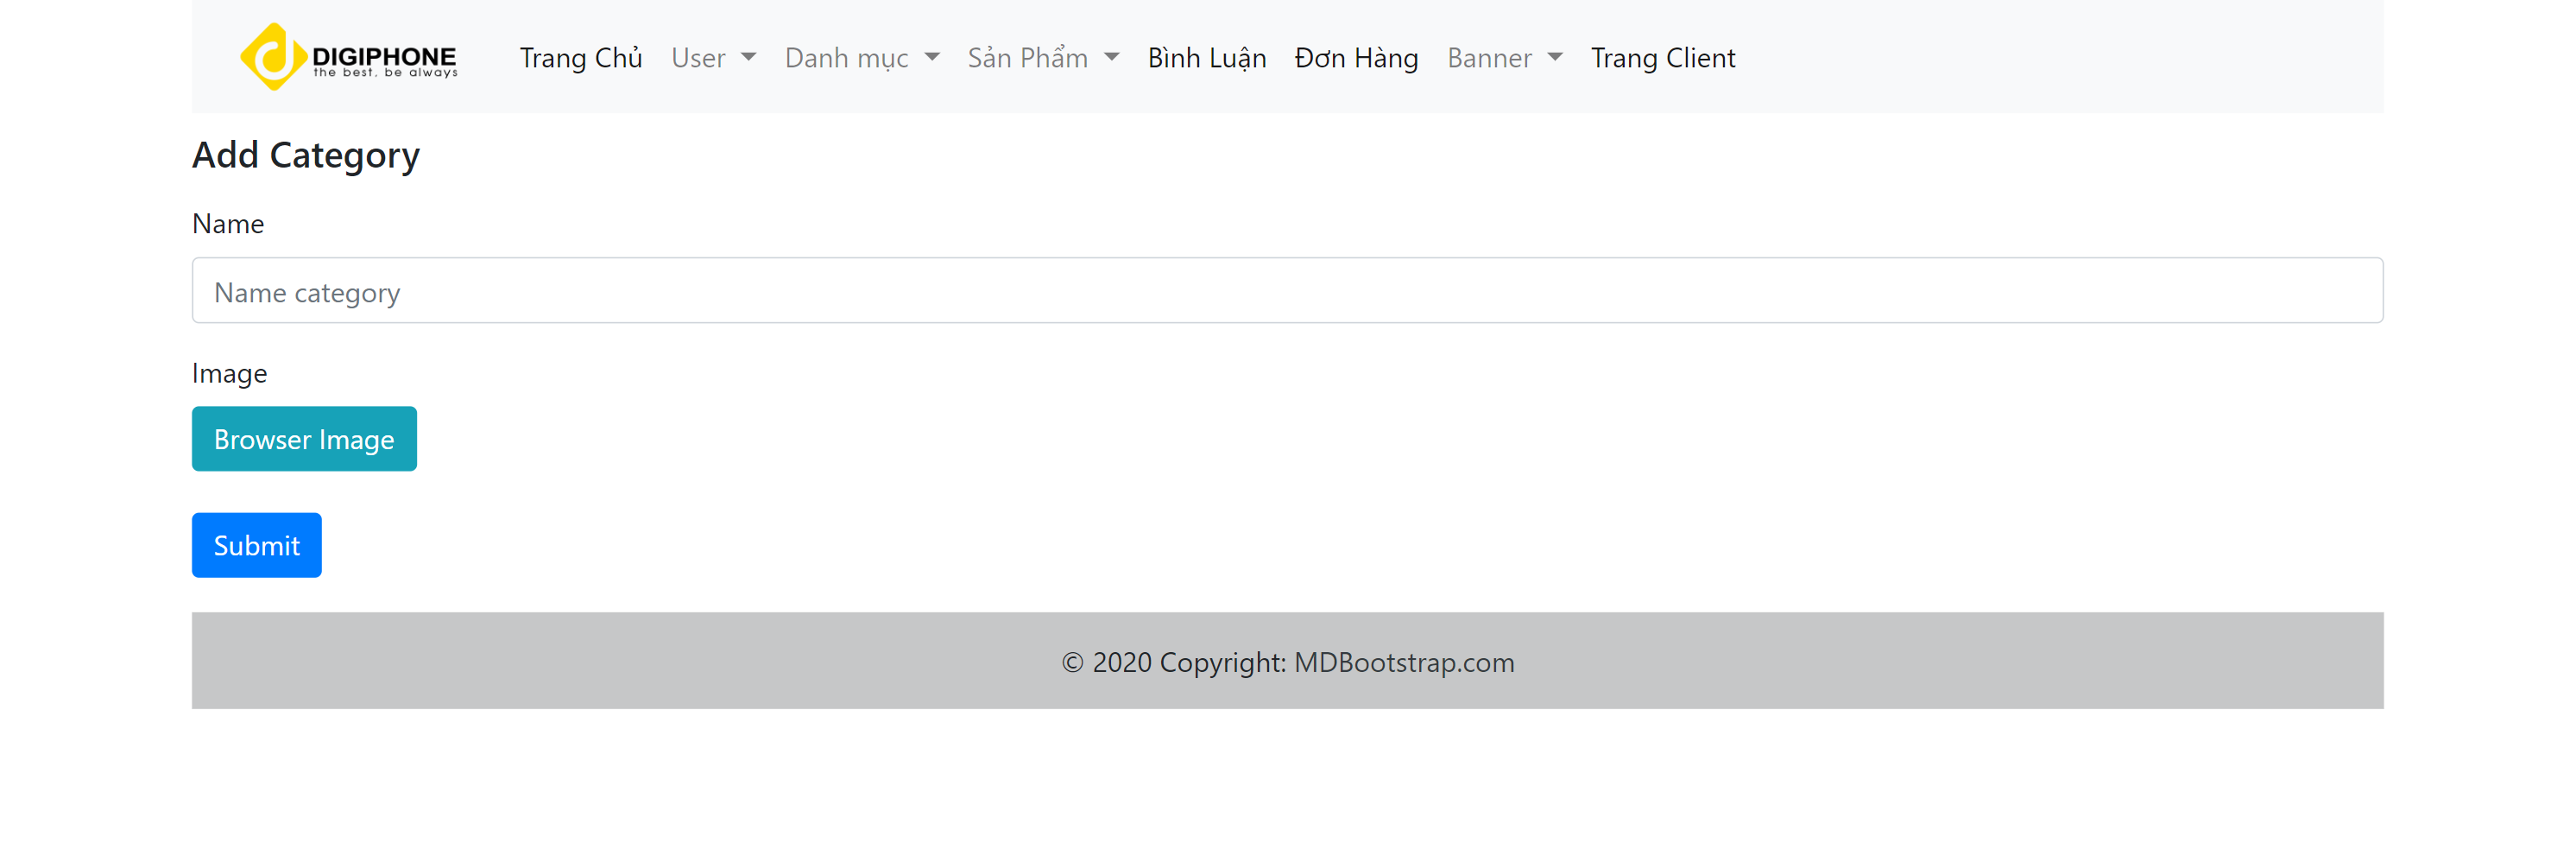 DIGIPHONE
the best, be always
Trang Chủ User Danh mục Sản Phẩm Bình Luận Đơn Hàng Banner Trang Client
Add Category
Name
Name category
Image
Browser Image
Submit
© 2020 Copyright: MDBootstrap.com